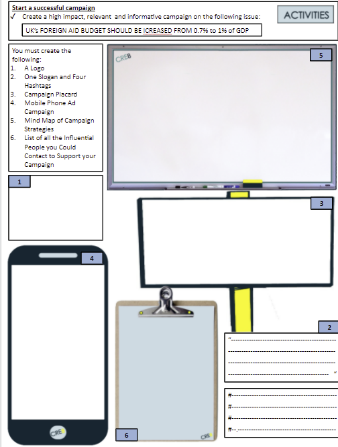 Start a successful campaign
✓ Create a high impact, relevant and informative campaign on the following issue:
ACTIVITIES
UK's FOREIGN AID BUDGET SHOULD BE ICREASED FROM 0.7% to 1% of GDP
You must create the
following:
1. A Logo
2. One Slogan and Four
Hashtags
3. Campaign Placard
4. Mobile Phone Ad
Campaign
5. Mind Map of Campaign
Strategies
6. List of all the Influential
People you Could
Contact to Support your
Campaign
5
1
3
4
2
"
"
#
#
#
#
6